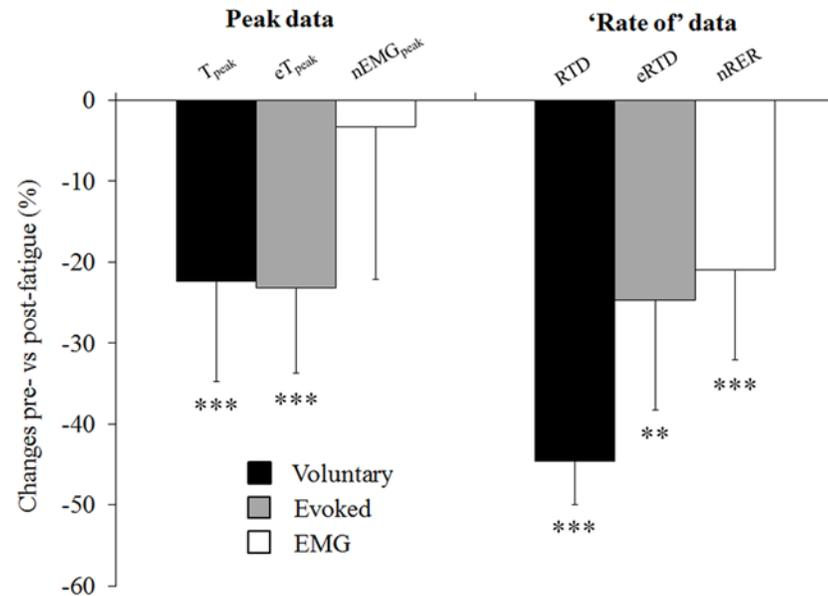 Peak data
‘Rate of’ data
Tpeak
eTpeak
nEMGpeak
RTD
eRTD
nRER
Changes pre- vs post-fatigue (%)
0
-10
-20
-30
-40
-50
-60
***
***
***
**
***
Voluntary
Evoked
EMG